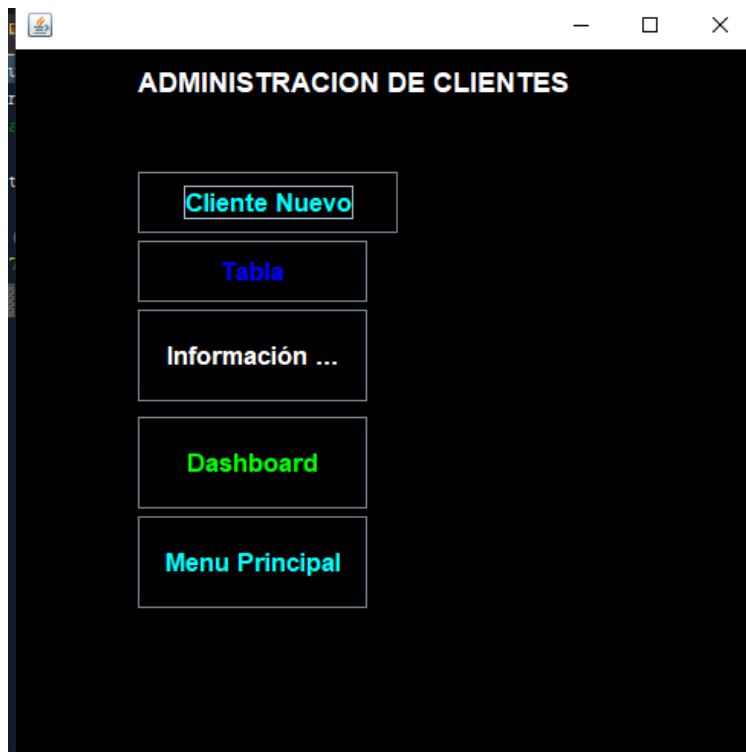 ADMINISTRACION DE CLIENTES
Cliente Nuevo
Tabla
Información ...
Dashboard
Menu Principal